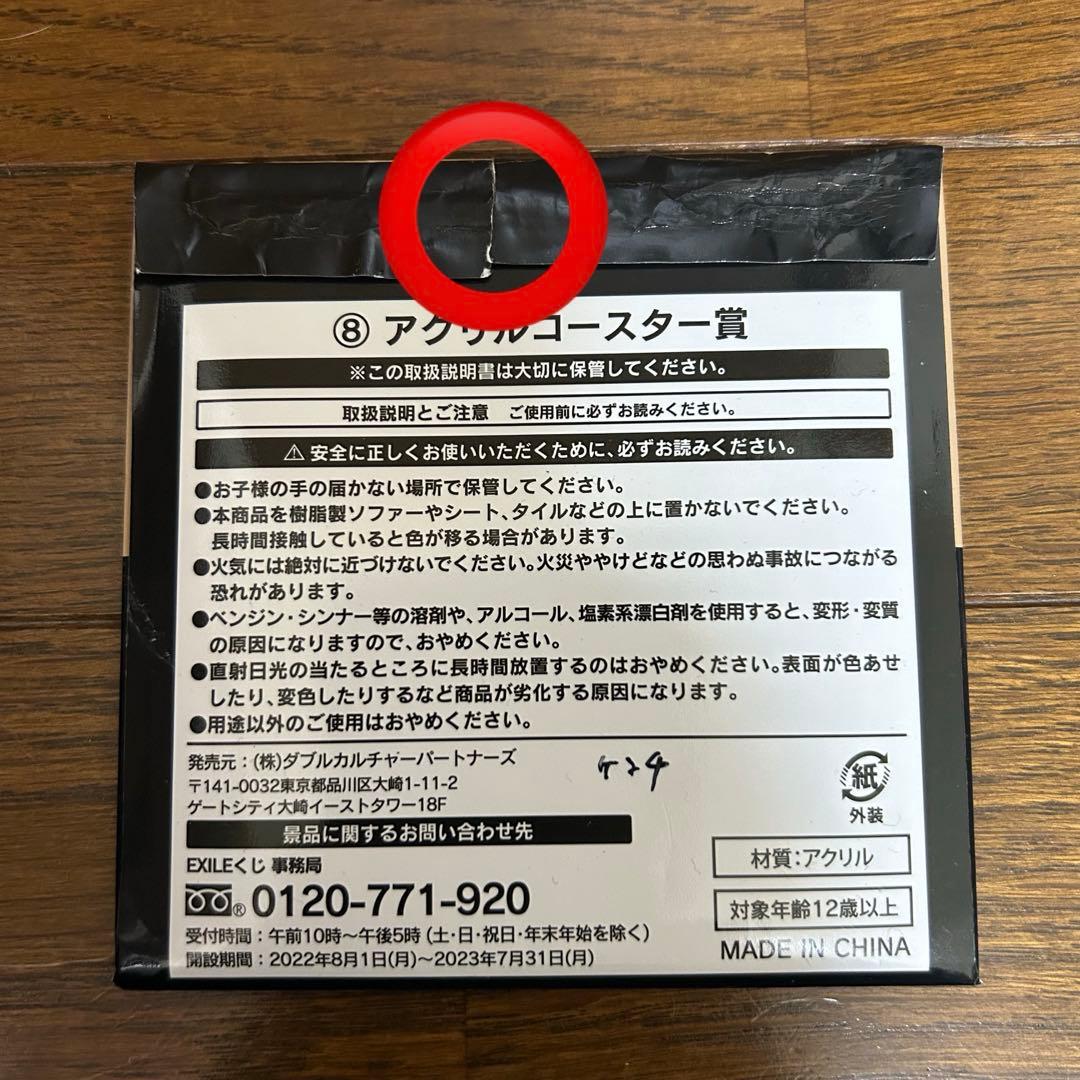 ⑧ アクリルコースター賞
※この取扱説明書は大切に保管してください。
取扱説明とご注意 ご使用前に必ずお読みください。
⚠安全に正しくお使いいただくために、必ずお読みください。
●お子様の手の届かない場所で保管してください。
●本商品を樹脂製ソファーやシート、タイルなどの上に置かないでください。
長時間接触していると色が移る場合があります。
●火気には絶対に近づけないでください。火災ややけどなどの思わぬ事故につながる
恐れがあります。
●ベンジン・シンナー等の溶剤や、アルコール、塩素系漂白剤を使用すると、変形・変質
の原因になりますので、おやめください。
●直射日光の当たるところに長時間放置するのはおやめください。表面が色あせ
したり、変色したりするなど商品が劣化する原因になります。
●用途以外のご使用はおやめください。
発売元:(株)ダブルカルチャーパートナーズ
〒141-0032東京都品川区大崎1-11-2
ゲートシティ大崎イーストタワー18F
紙
外装
景品に関するお問い合わせ先
EXILEくじ 事務局
® 0120-771-920
受付時間:午前10時～午後5時(土・日・祝日・年末年始を除く)
開設期間:2022年8月1日(月)～2023年7月31日(月)
材質:アクリル
対象年齢12歳以上
MADE IN CHINA